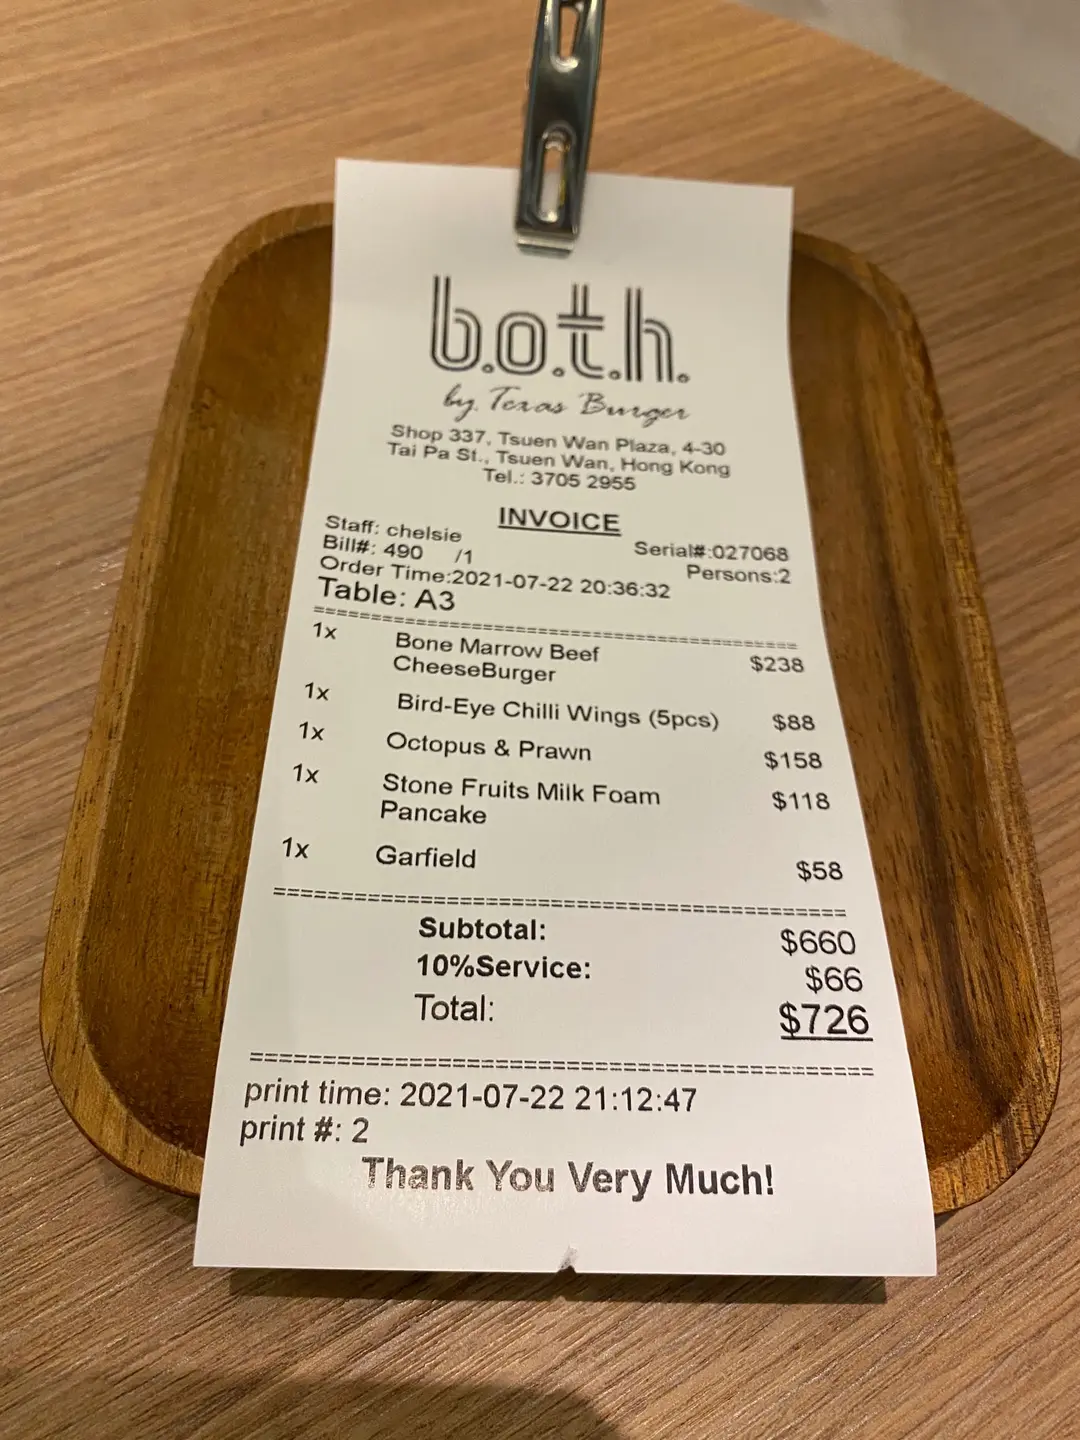 b.o.t.h.
by. Texas Burger
Shop 337, Tsuen Wan Plaza, 4-30
Tai Pa St., Tsuen Wan, Hong Kong
Tel.: 3705 2955
INVOICE
Staff: chelsie
Serial#:027068
Bill#: 490 /1
Persons:2
Order Time:2021-07-22 20:36:32
Table: A3
1x Bone Marrow Beef $238
CheeseBurger
1x Bird-Eye Chilli Wings (5pcs) $88
1x Octopus & Prawn $158
1x Stone Fruits Milk Foam $118
Pancake
1x Garfield $58
Subtotal: $660
10%Service: $66
Total: $726
print time: 2021-07-22 21:12:47
print #: 2
Thank You Very Much!